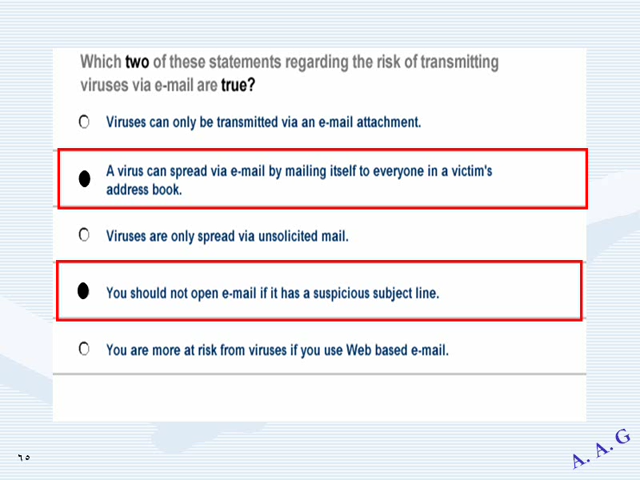 Which two of these statements regarding the risk of transmitting
viruses via e-mail are true?
Viruses can only be transmitted via an e-mail attachment.
A virus can spread via e-mail by mailing itself to everyone in a victim's
address book.
Viruses are only spread via unsolicited mail.
You should not open e-mail if it has a suspicious subject line.
You are more at risk from viruses if you use Web based e-mail.
٦٥
A. A. G